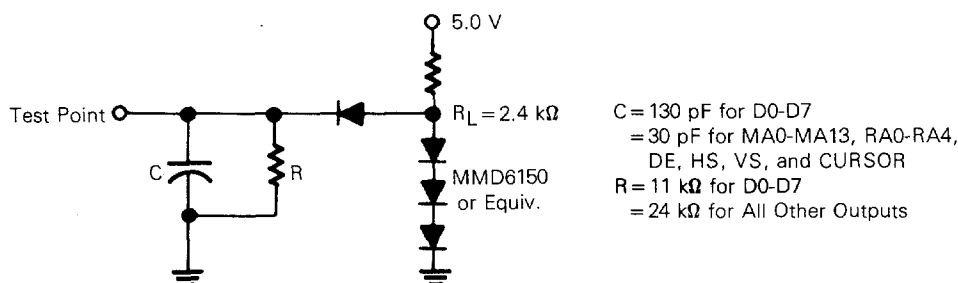 5.0 V
Test Point
R_L = 2.4 kΩ
C
R
MMD6150
or Equiv.
C = 130 pF for D0-D7
= 30 pF for MA0-MA13, RA0-RA4,
DE, HS, VS, and CURSOR
R = 11 kΩ for D0-D7
= 24 kΩ for All Other Outputs